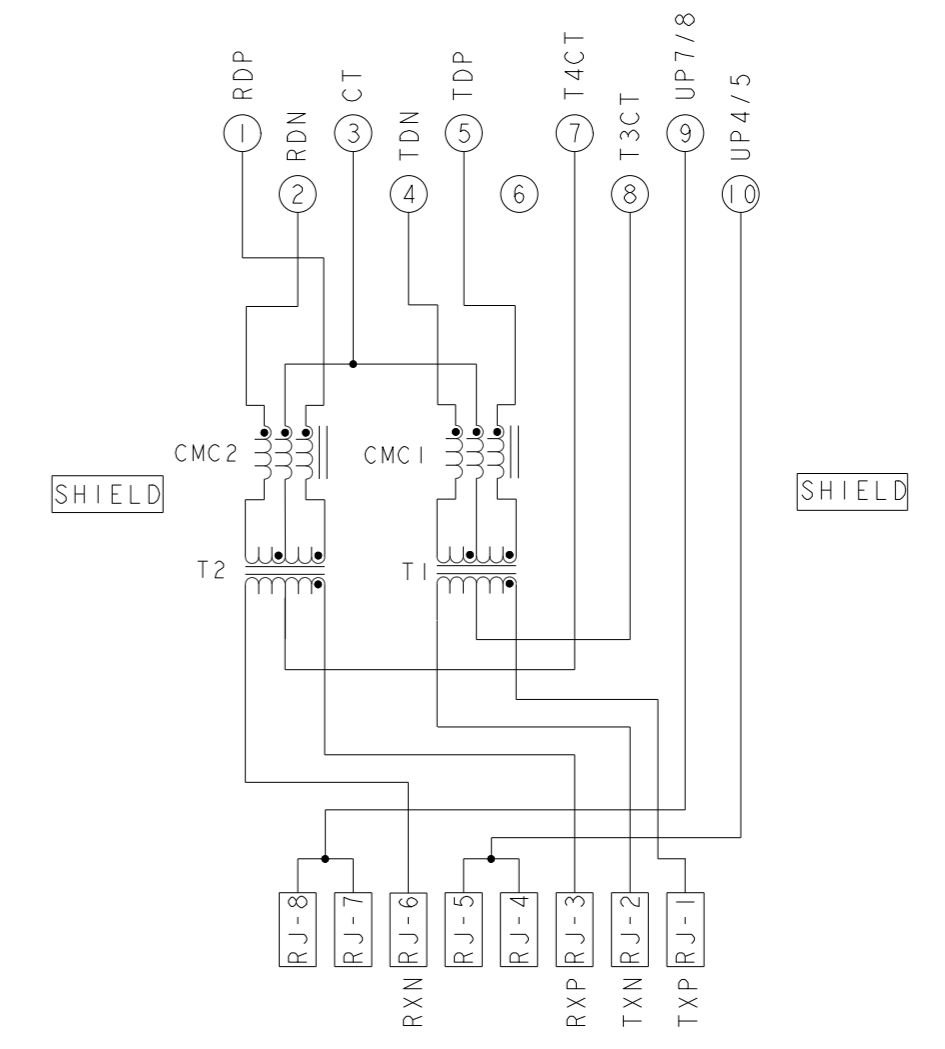 RDP
RDN
CT
TDN
TDP
T4CT
T3CT
UP7/8
UP4/5
1
2
3
4
5
6
7
8
9
10
CMC2
CMC1
SHIELD
SHIELD
T2
T1
RJ-8
RJ-7
RJ-6
RJ-5
RJ-4
RJ-3
RJ-2
RJ-1
RXN
RXP
TXN
TXP